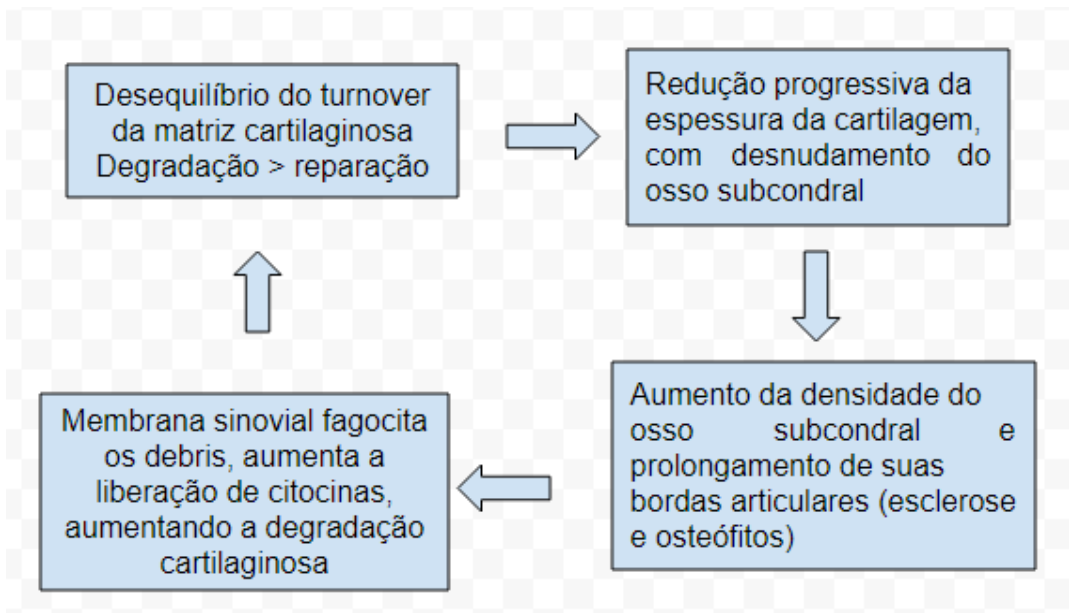 Desequilíbrio do turnover
da matriz cartilaginosa
Degradação > reparação
Redução progressiva da
espessura da cartilagem,
com desnudamento do
osso subcondral
Aumento da densidade do
osso subcondral e
prolongamento de suas
bordas articulares (esclerose
e osteófitos)
Membrana sinovial fagocita
os debris, aumenta a
liberação de citocinas,
aumentando a degradação
cartilaginosa